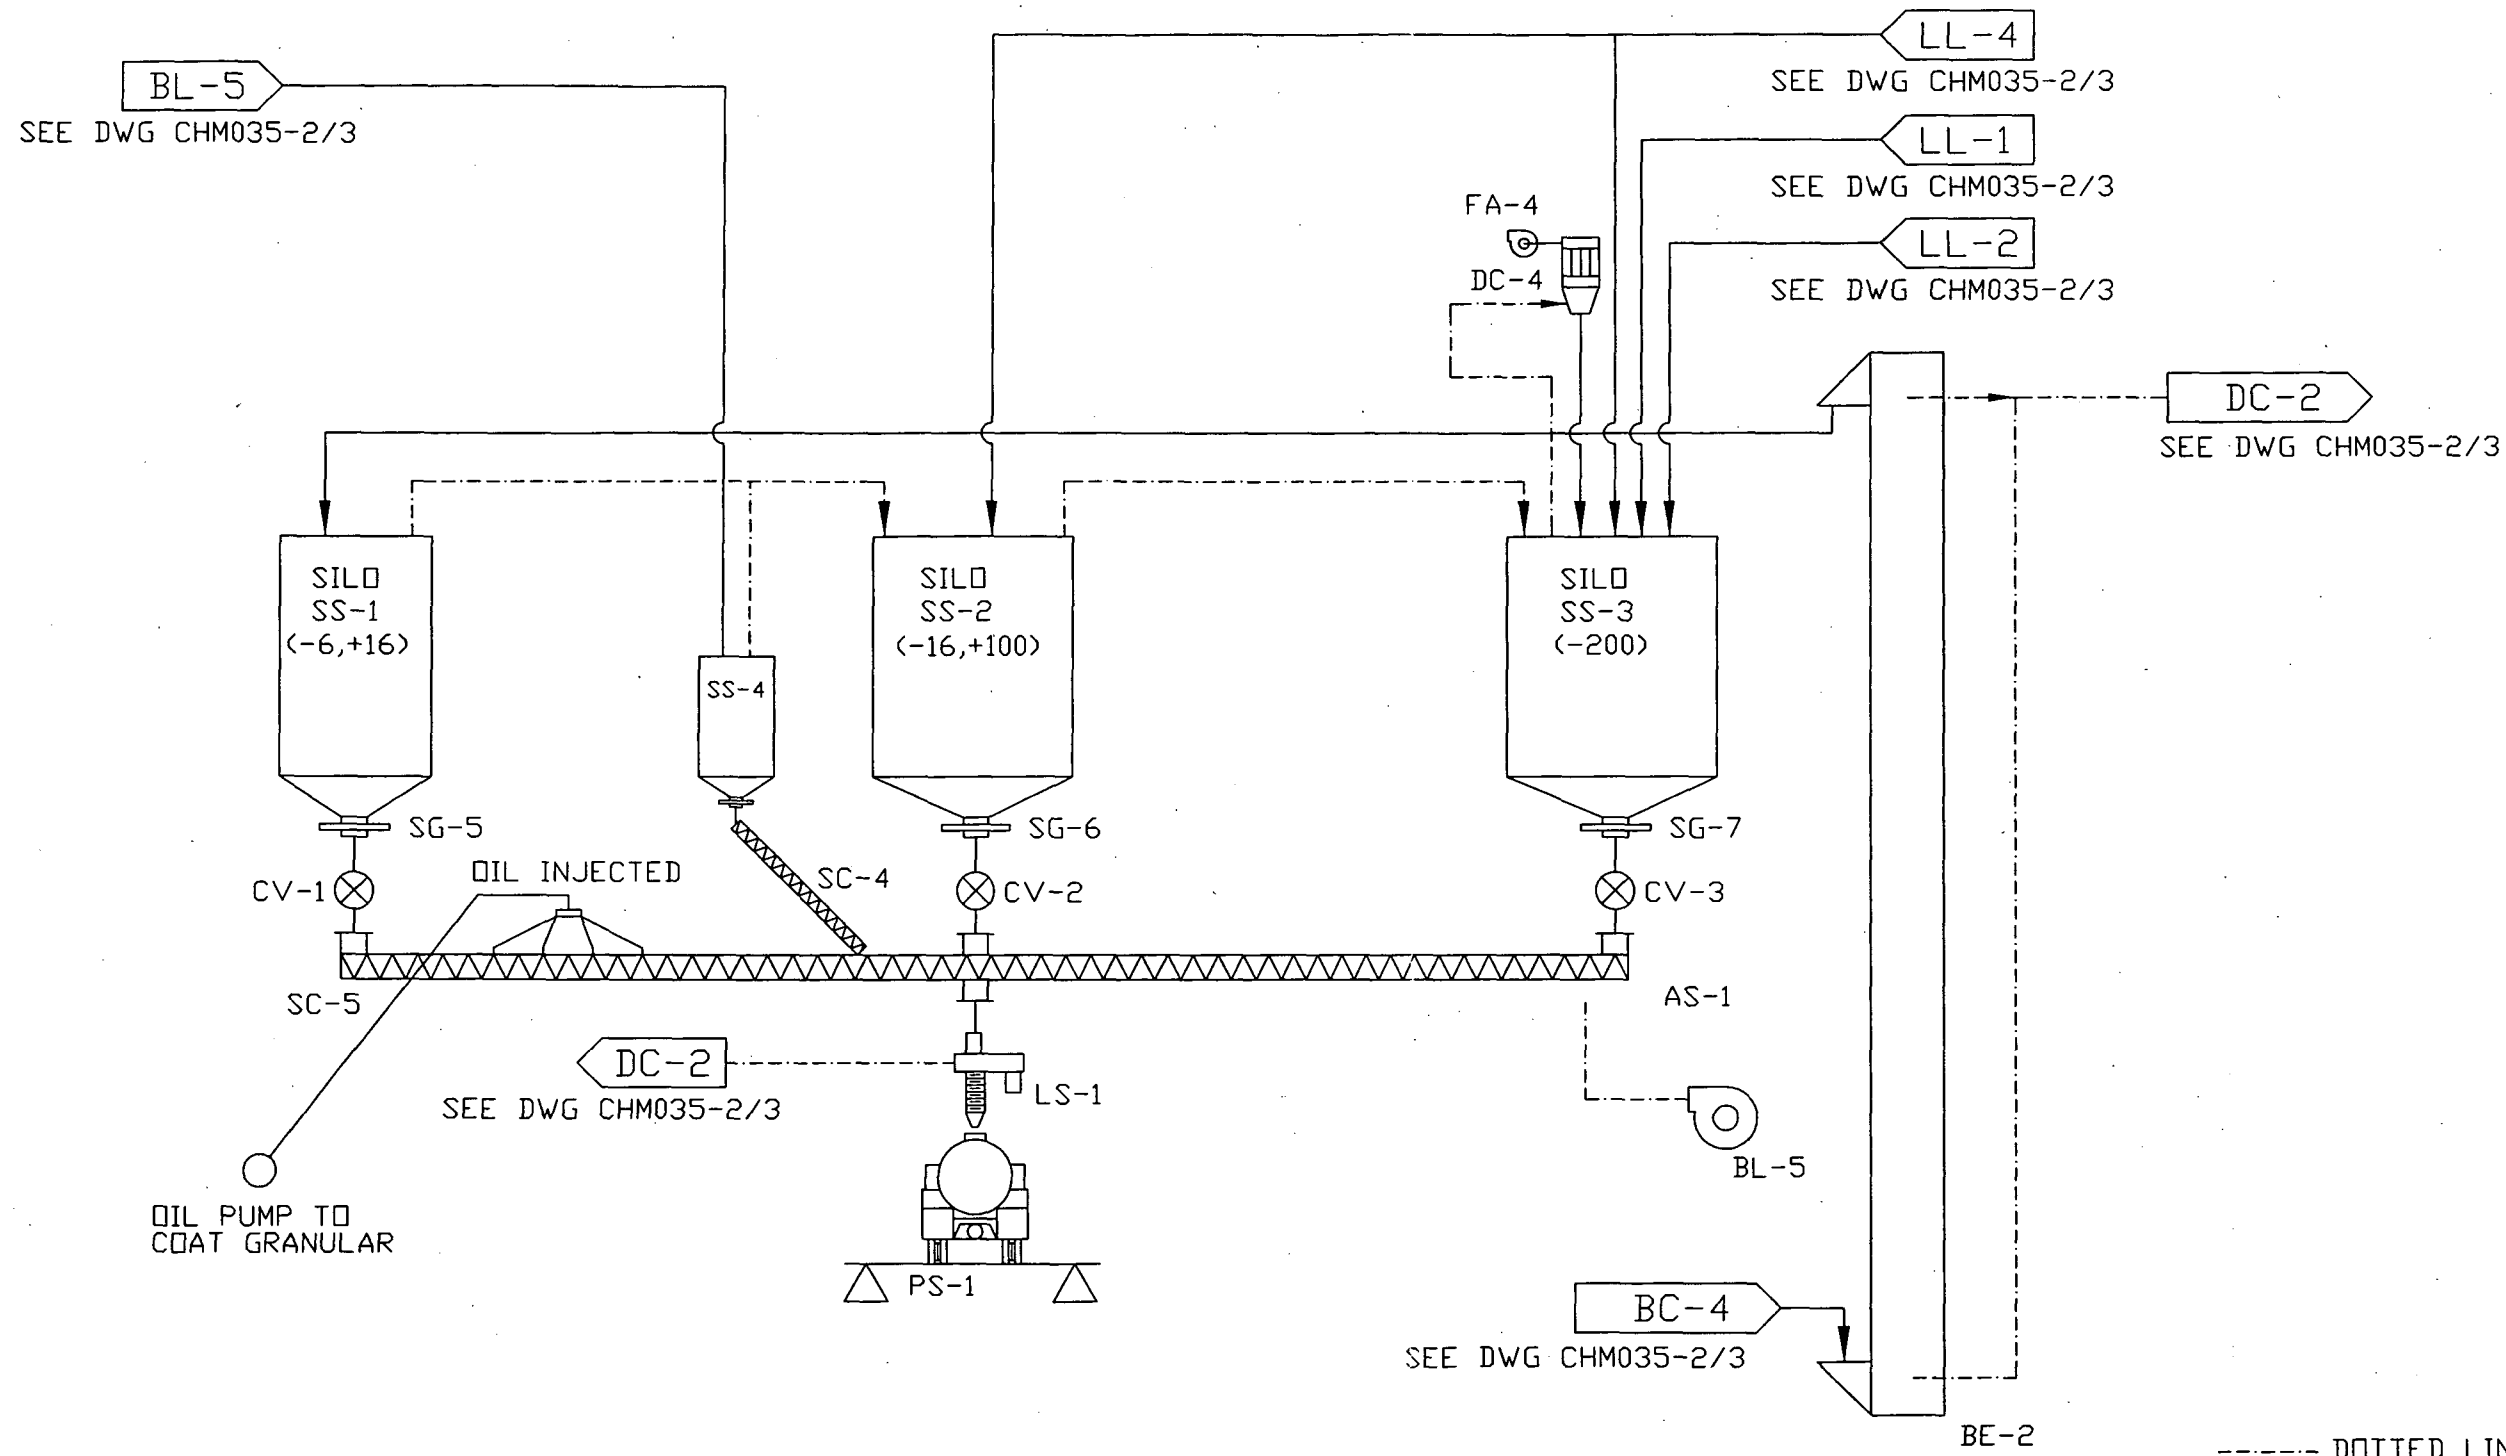 LL-4
SEE DWG CHM035-2/3
BL-5
SEE DWG CHM035-2/3
LL-1
SEE DWG CHM035-2/3
FA-4
LL-2
DC-4
SEE DWG CHM035-2/3
DC-2
SEE DWG CHM035-2/3
SILO
SS-1
(-6,+16)
SILO
SS-2
(-16,+100)
SILO
SS-3
(-200)
SS-4
SG-5
SG-6
SG-7
OIL INJECTED
SC-4
CV-1
CV-2
CV-3
SC-5
AS-1
DC-2
SEE DWG CHM035-2/3
LS-1
BL-5
OIL PUMP TO
COAT GRANULAR
PS-1
BC-4
SEE DWG CHM035-2/3
BE-2
DOTTED